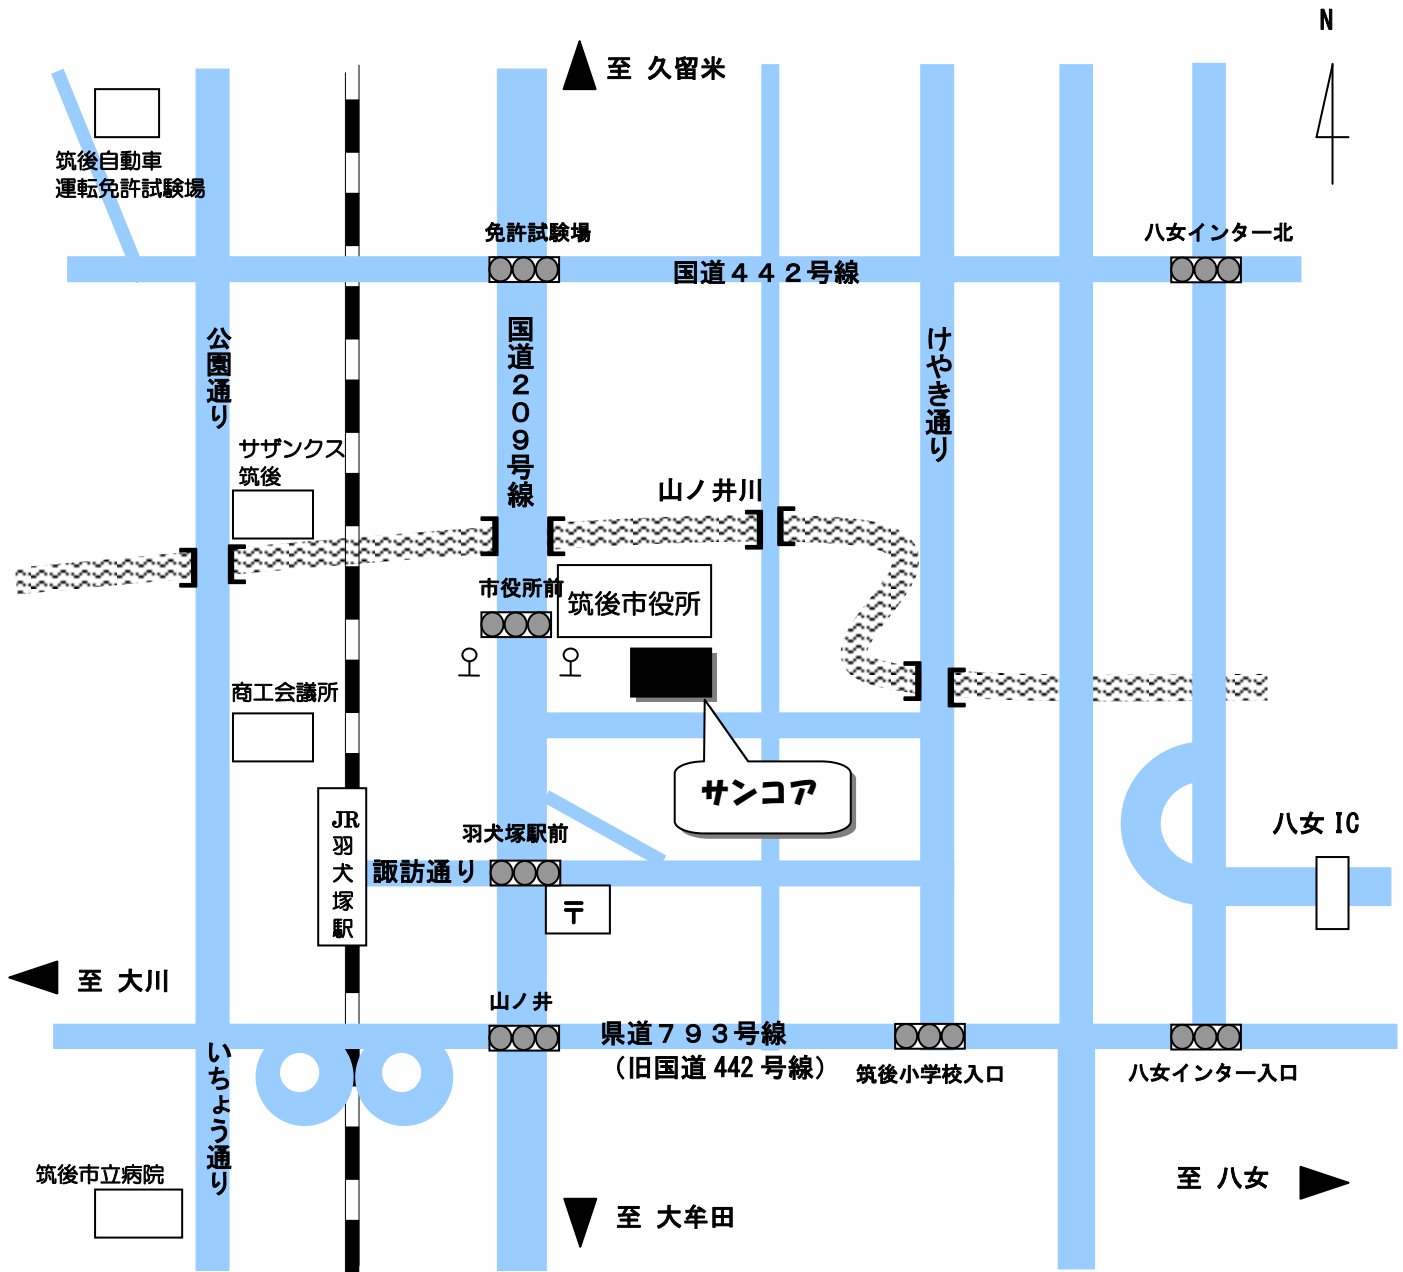 N
至 久留米
筑後自動車
運転免許試験場
免許試験場
八女インター北
国道４４２号線
公園通り
国道２０９号線
けやき通り
サザンクス
筑後
山ノ井川
市役所前
筑後市役所
商工会議所
サンコア
JR
羽犬塚駅
羽犬塚駅前
諏訪通り
八女 IC
〒
至 大川
山ノ井
県道７９３号線
（旧国道 442 号線）
筑後小学校入口
八女インター入口
いちょう通り
筑後市立病院
至 八女
至 大牟田